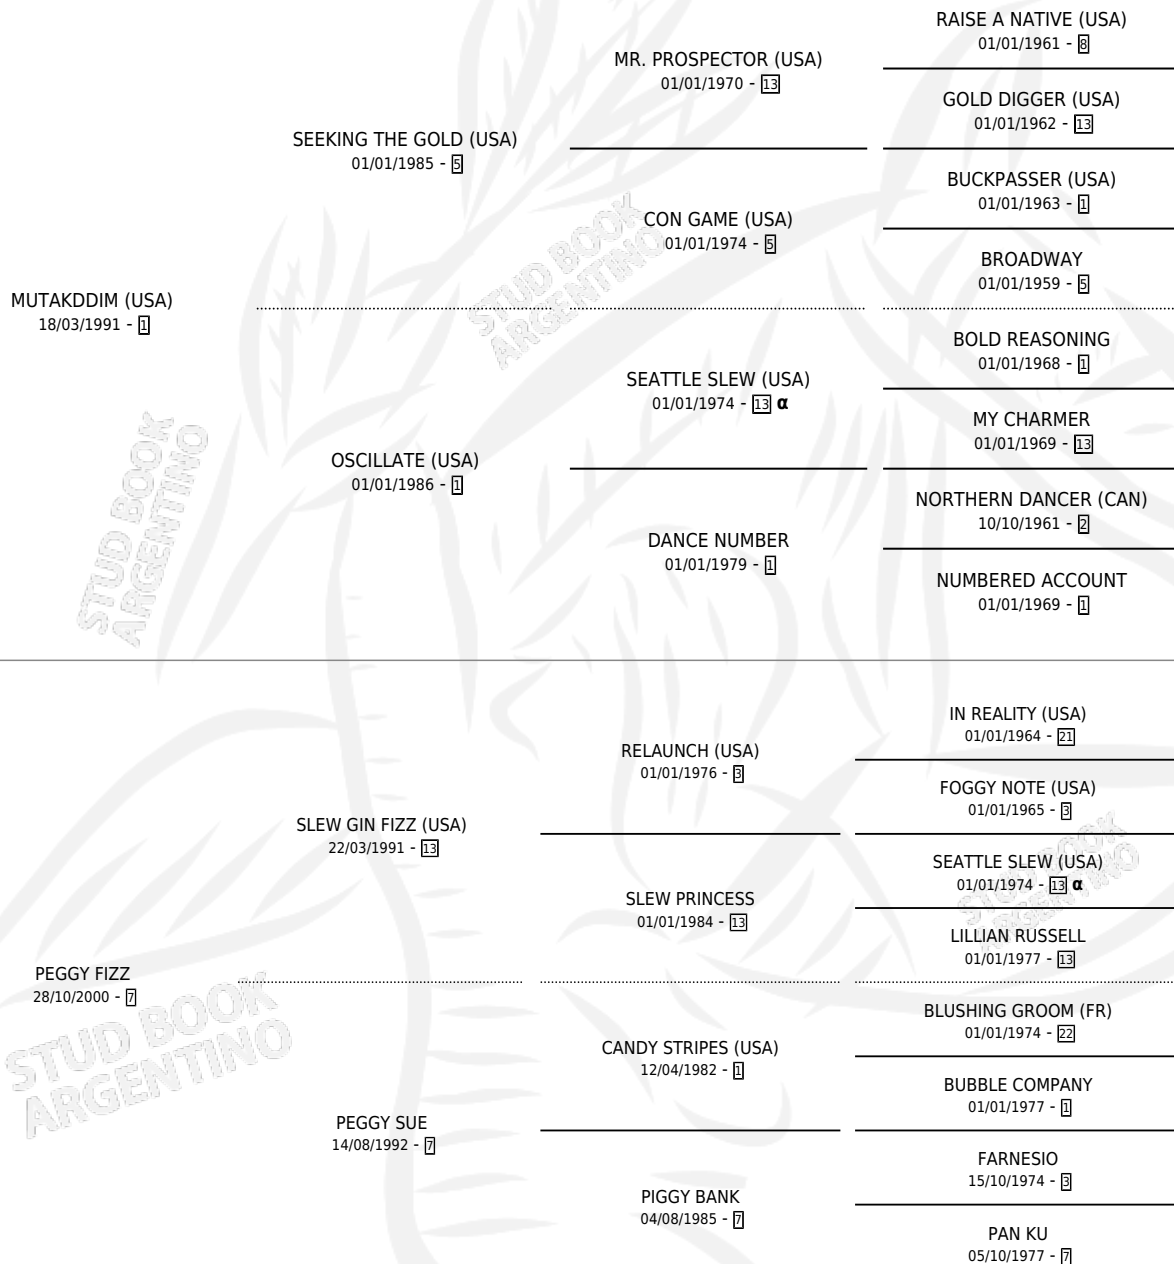 RAISE A NATIVE (USA)
01/01/1961 - 8
MR. PROSPECTOR (USA)
01/01/1970 - 13
GOLD DIGGER (USA)
01/01/1962 - 13
SEEKING THE GOLD (USA)
01/01/1985 - 5
BUCKPASSER (USA)
01/01/1963 - 1
CON GAME (USA)
01/01/1974 - 5
BROADWAY
01/01/1959 - 5
MUTAKDDIM (USA)
18/03/1991 - 1
BOLD REASONING
01/01/1968 - 1
SEATTLE SLEW (USA)
01/01/1974 - 13 α
MY CHARMER
01/01/1969 - 13
OSCILLATE (USA)
01/01/1986 - 1
NORTHERN DANCER (CAN)
10/10/1961 - 2
DANCE NUMBER
01/01/1979 - 1
NUMBERED ACCOUNT
01/01/1969 - 1
IN REALITY (USA)
01/01/1964 - 21
RELAUNCH (USA)
01/01/1976 - 3
FOGGY NOTE (USA)
01/01/1965 - 3
SLEW GIN FIZZ (USA)
22/03/1991 - 13
SEATTLE SLEW (USA)
01/01/1974 - 13 α
SLEW PRINCESS
01/01/1984 - 13
LILLIAN RUSSELL
01/01/1977 - 13
PEGGY FIZZ
28/10/2000 - 7
BLUSHING GROOM (FR)
01/01/1974 - 22
CANDY STRIPES (USA)
12/04/1982 - 1
BUBBLE COMPANY
01/01/1977 - 1
PEGGY SUE
14/08/1992 - 7
FARNESIO
15/10/1974 - 3
PIGGY BANK
04/08/1985 - 7
PAN KU
05/10/1977 - 7
STUD BOOK
ARGENTINO
STUD BOOK
ARGENTINO
STUD BOOK
ARGENTINO
STUD BOOK
ARGENTINO